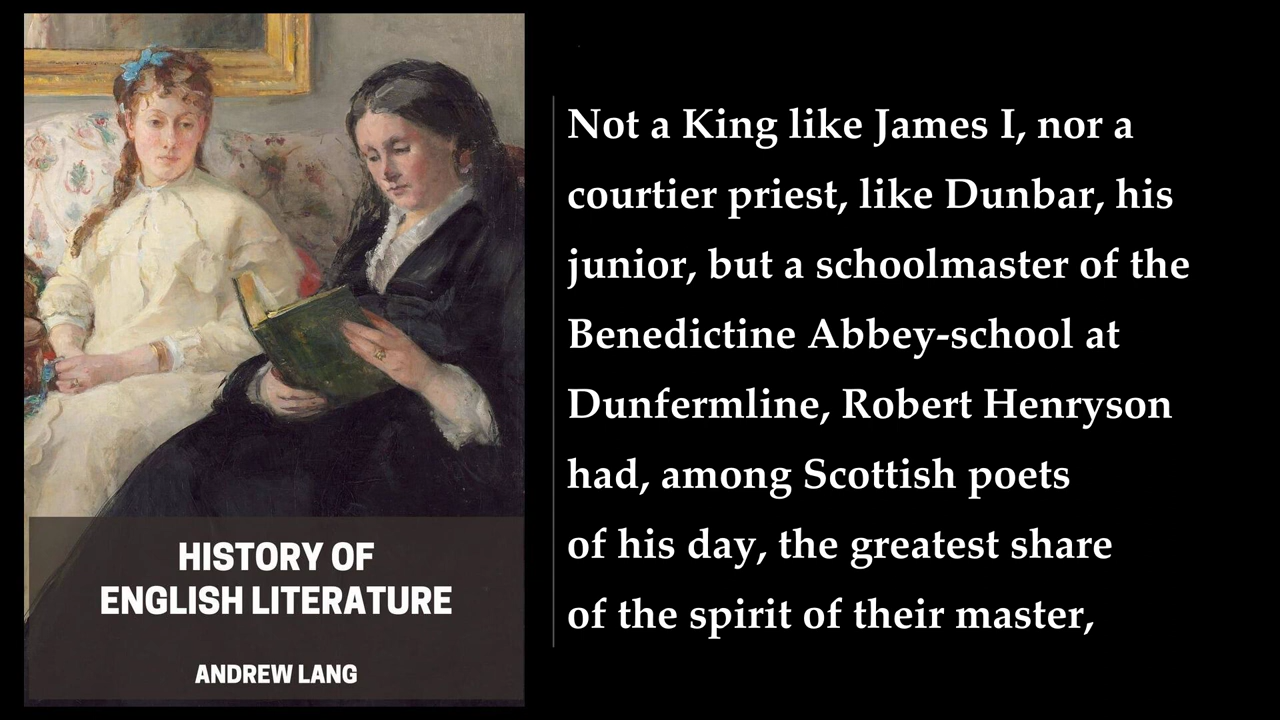 HISTORY OF
ENGLISH LITERATURE
ANDREW LANG
Not a King like James I, nor a
courtier priest, like Dunbar, his
junior, but a schoolmaster of the
Benedictine Abbey-school at
Dunfermline, Robert Henryson
had, among Scottish poets
of his day, the greatest share
of the spirit of their master,